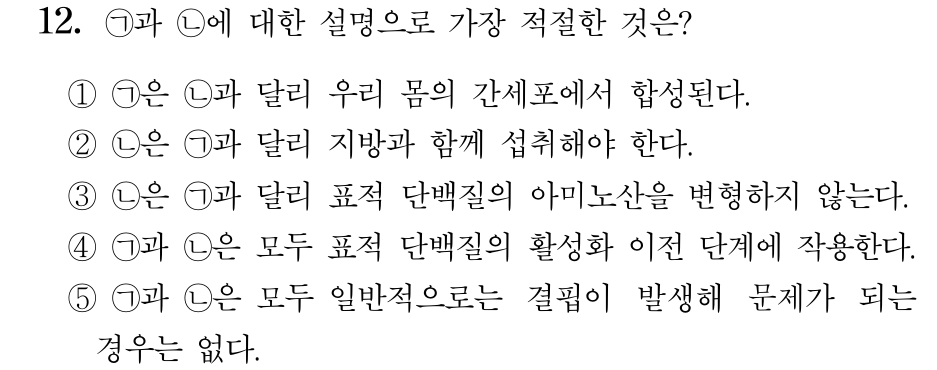 12. ㉠과 ㉡에 대한 설명으로 가장 적절한 것은?
① ㉠은 ㉡과 달리 우리 몸의 간세포에서 합성된다.
② ㉡은 ㉠과 달리 지방과 함께 섭취해야 한다.
③ ㉡은 ㉠과 달리 표적 단백질의 아미노산을 변형하지 않는다.
④ ㉠과 ㉡은 모두 표적 단백질의 활성화 이전 단계에 작용한다.
⑤ ㉠과 ㉡은 모두 일반적으로는 결핍이 발생해 문제가 되는
경우는 없다.